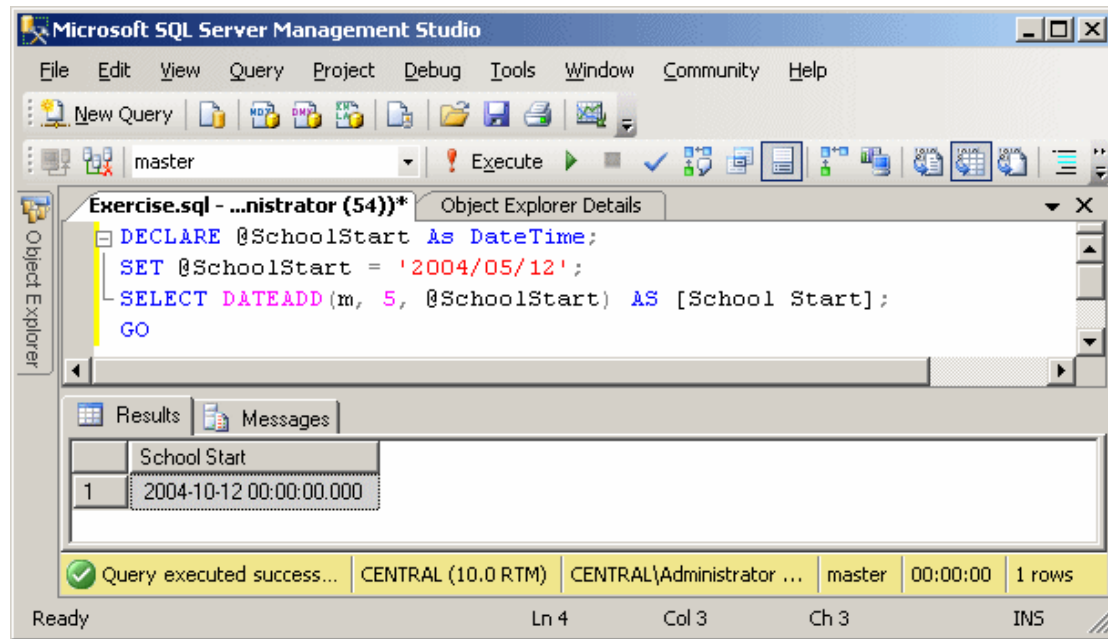 Microsoft SQL Server Management Studio
File Edit View Query Project Debug Tools Window Community Help
New Query
master Execute
Exercise.sql - ...nistrator (54))* Object Explorer Details
Object Explorer
DECLARE @SchoolStart As DateTime;
SET @SchoolStart = '2004/05/12';
SELECT DATEADD(m, 5, @SchoolStart) AS [School Start];
GO
Results Messages
School Start
1 2004-10-12 00:00:00.000
Query executed success... CENTRAL (10.0 RTM) CENTRAL\Administrator ... master 00:00:00 1 rows
Ready Ln 4 Col 3 Ch 3 INS